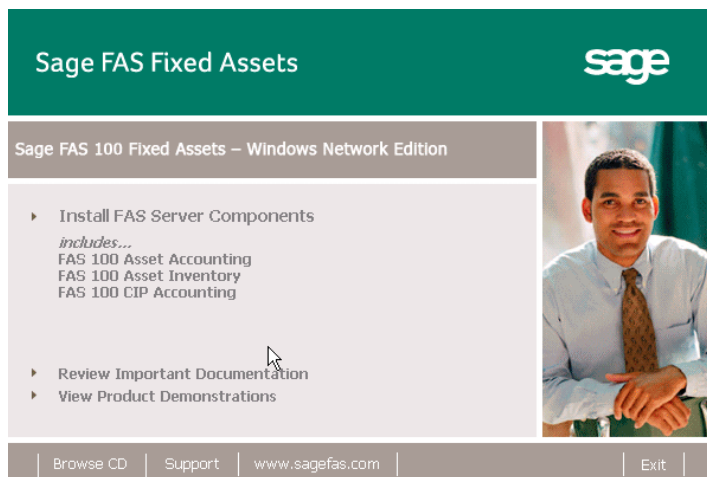 Sage FAS Fixed Assets
sage
Sage FAS 100 Fixed Assets – Windows Network Edition
Install FAS Server Components
includes...
FAS 100 Asset Accounting
FAS 100 Asset Inventory
FAS 100 CIP Accounting
Review Important Documentation
View Product Demonstrations
Browse CD
Support
www.sagefas.com
Exit